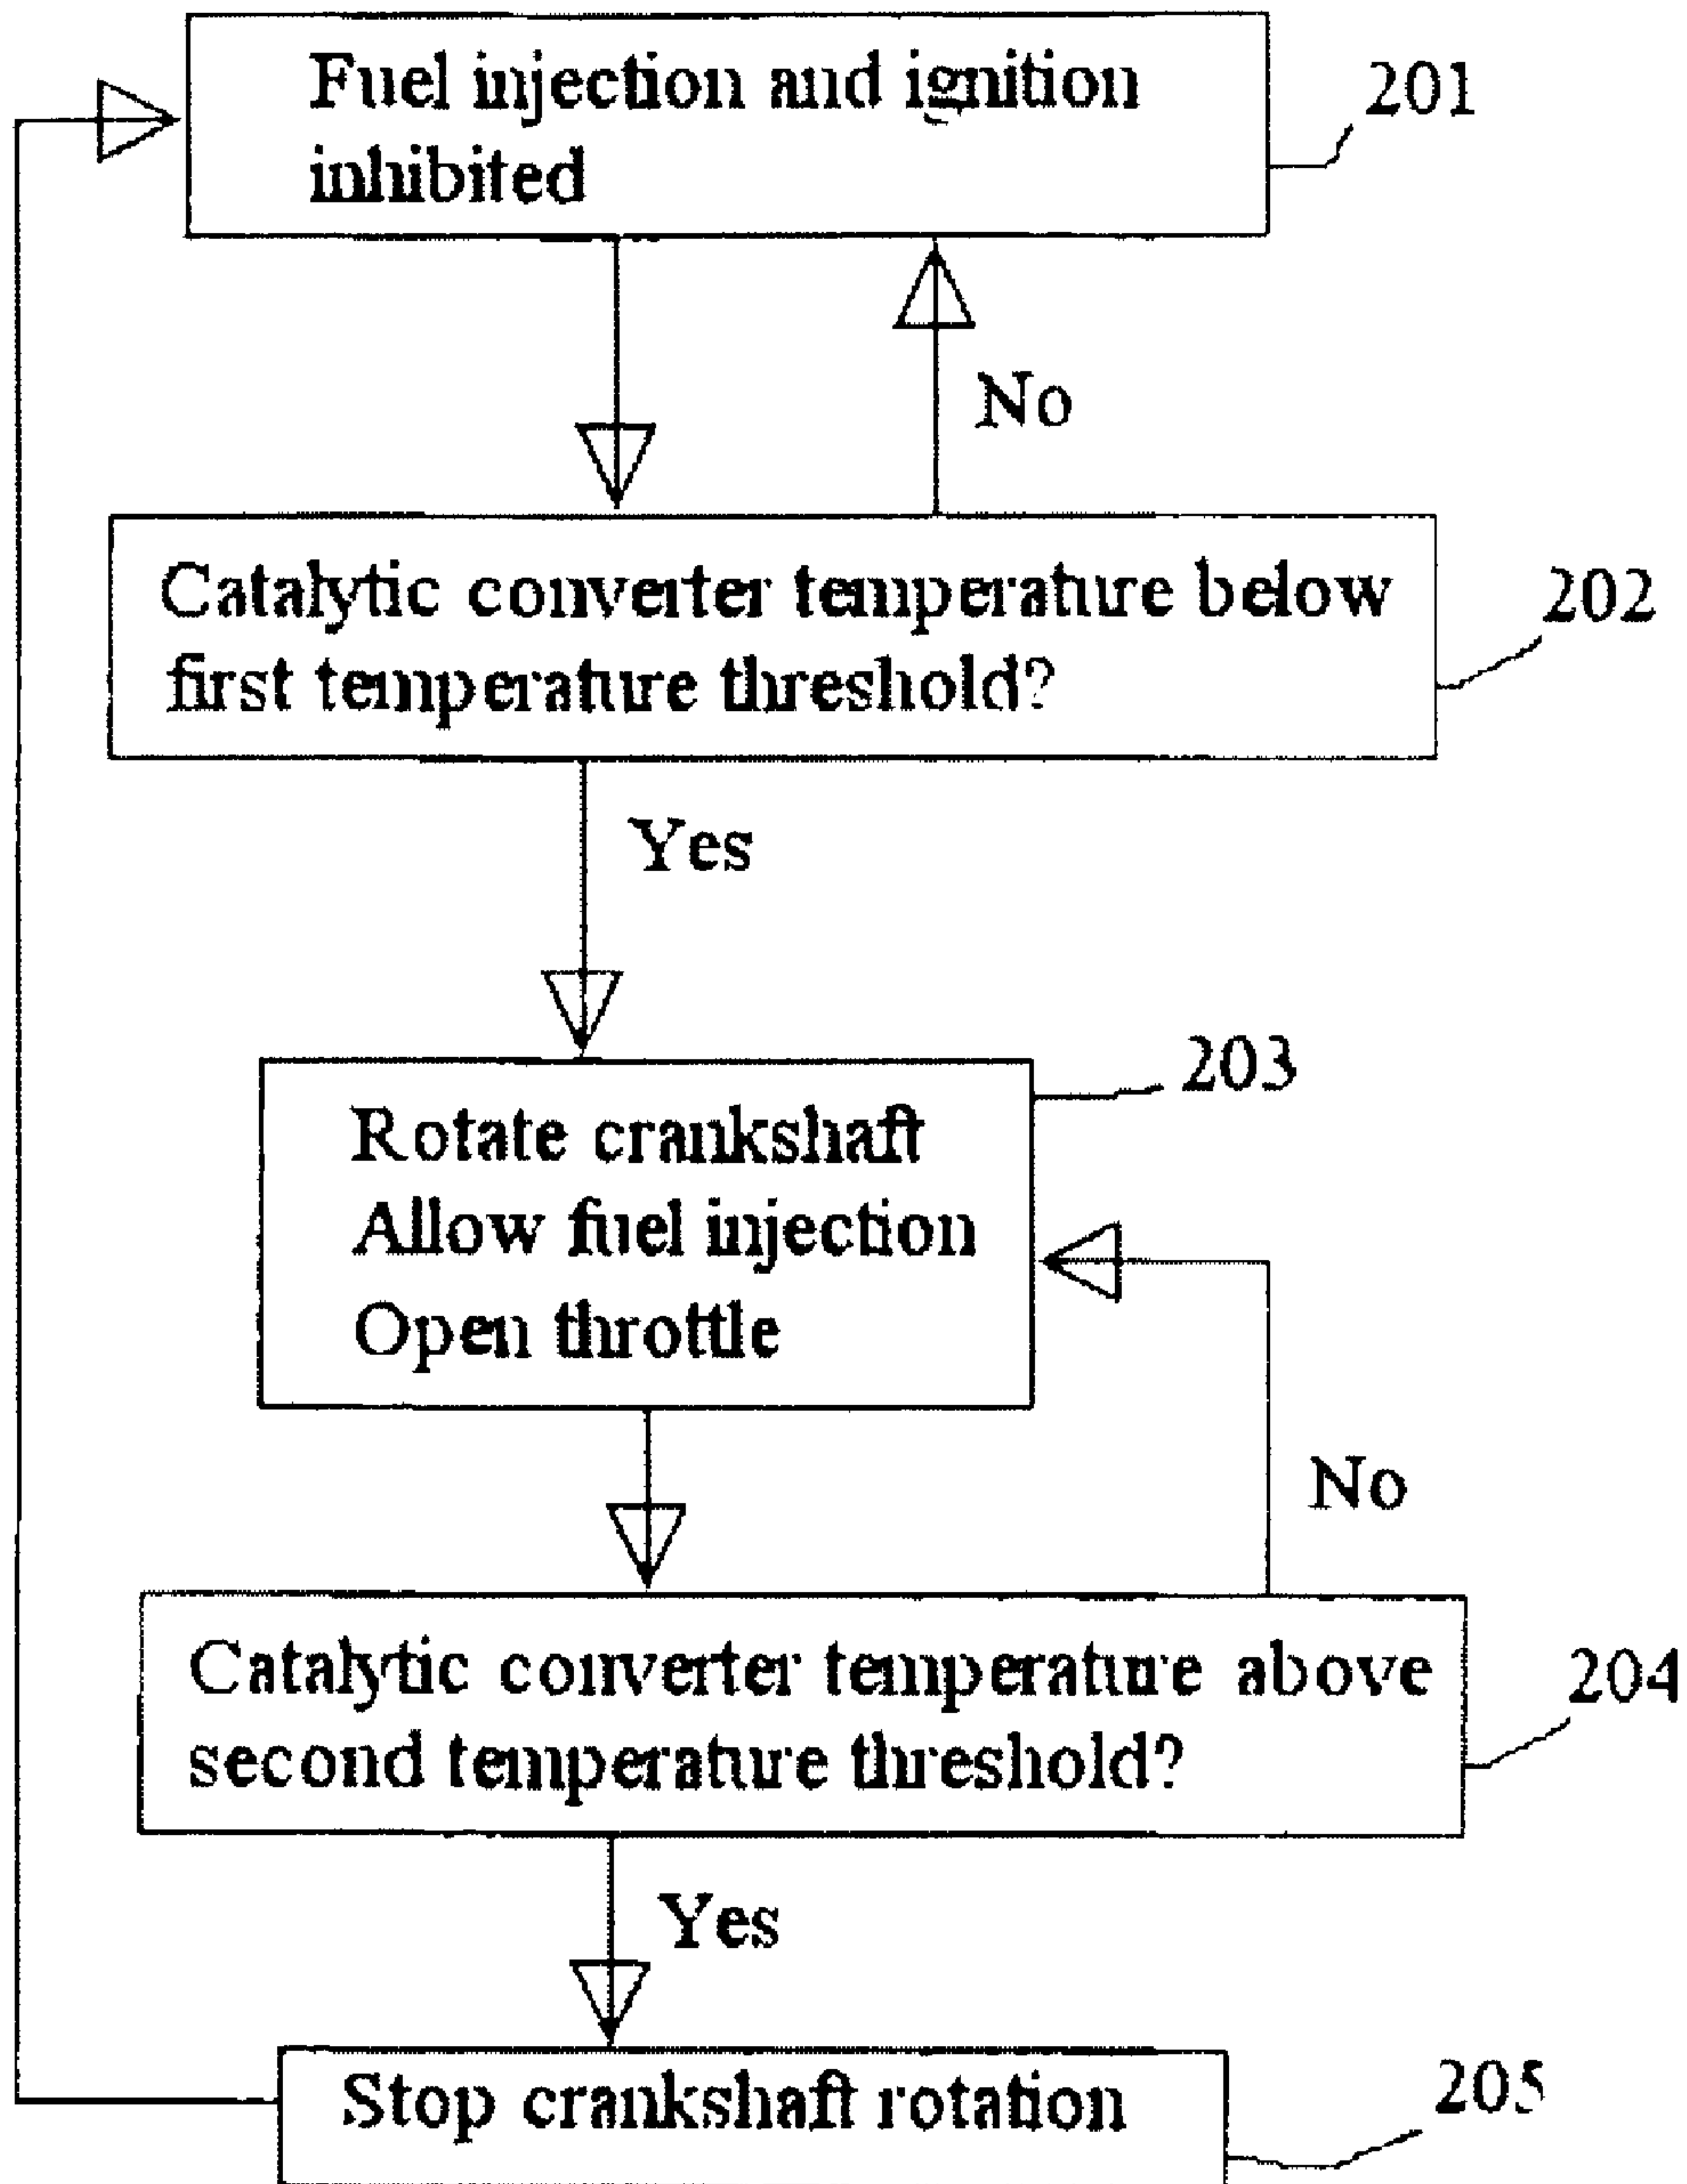 Fuel injection and ignition
inhibited
201
No
Catalytic converter temperature below
first temperature threshold?
202
Yes
203
Rotate crankshaft
Allow fuel injection
Open throttle
No
Catalytic converter temperature above
second temperature threshold?
204
Yes
Stop crankshaft rotation
205